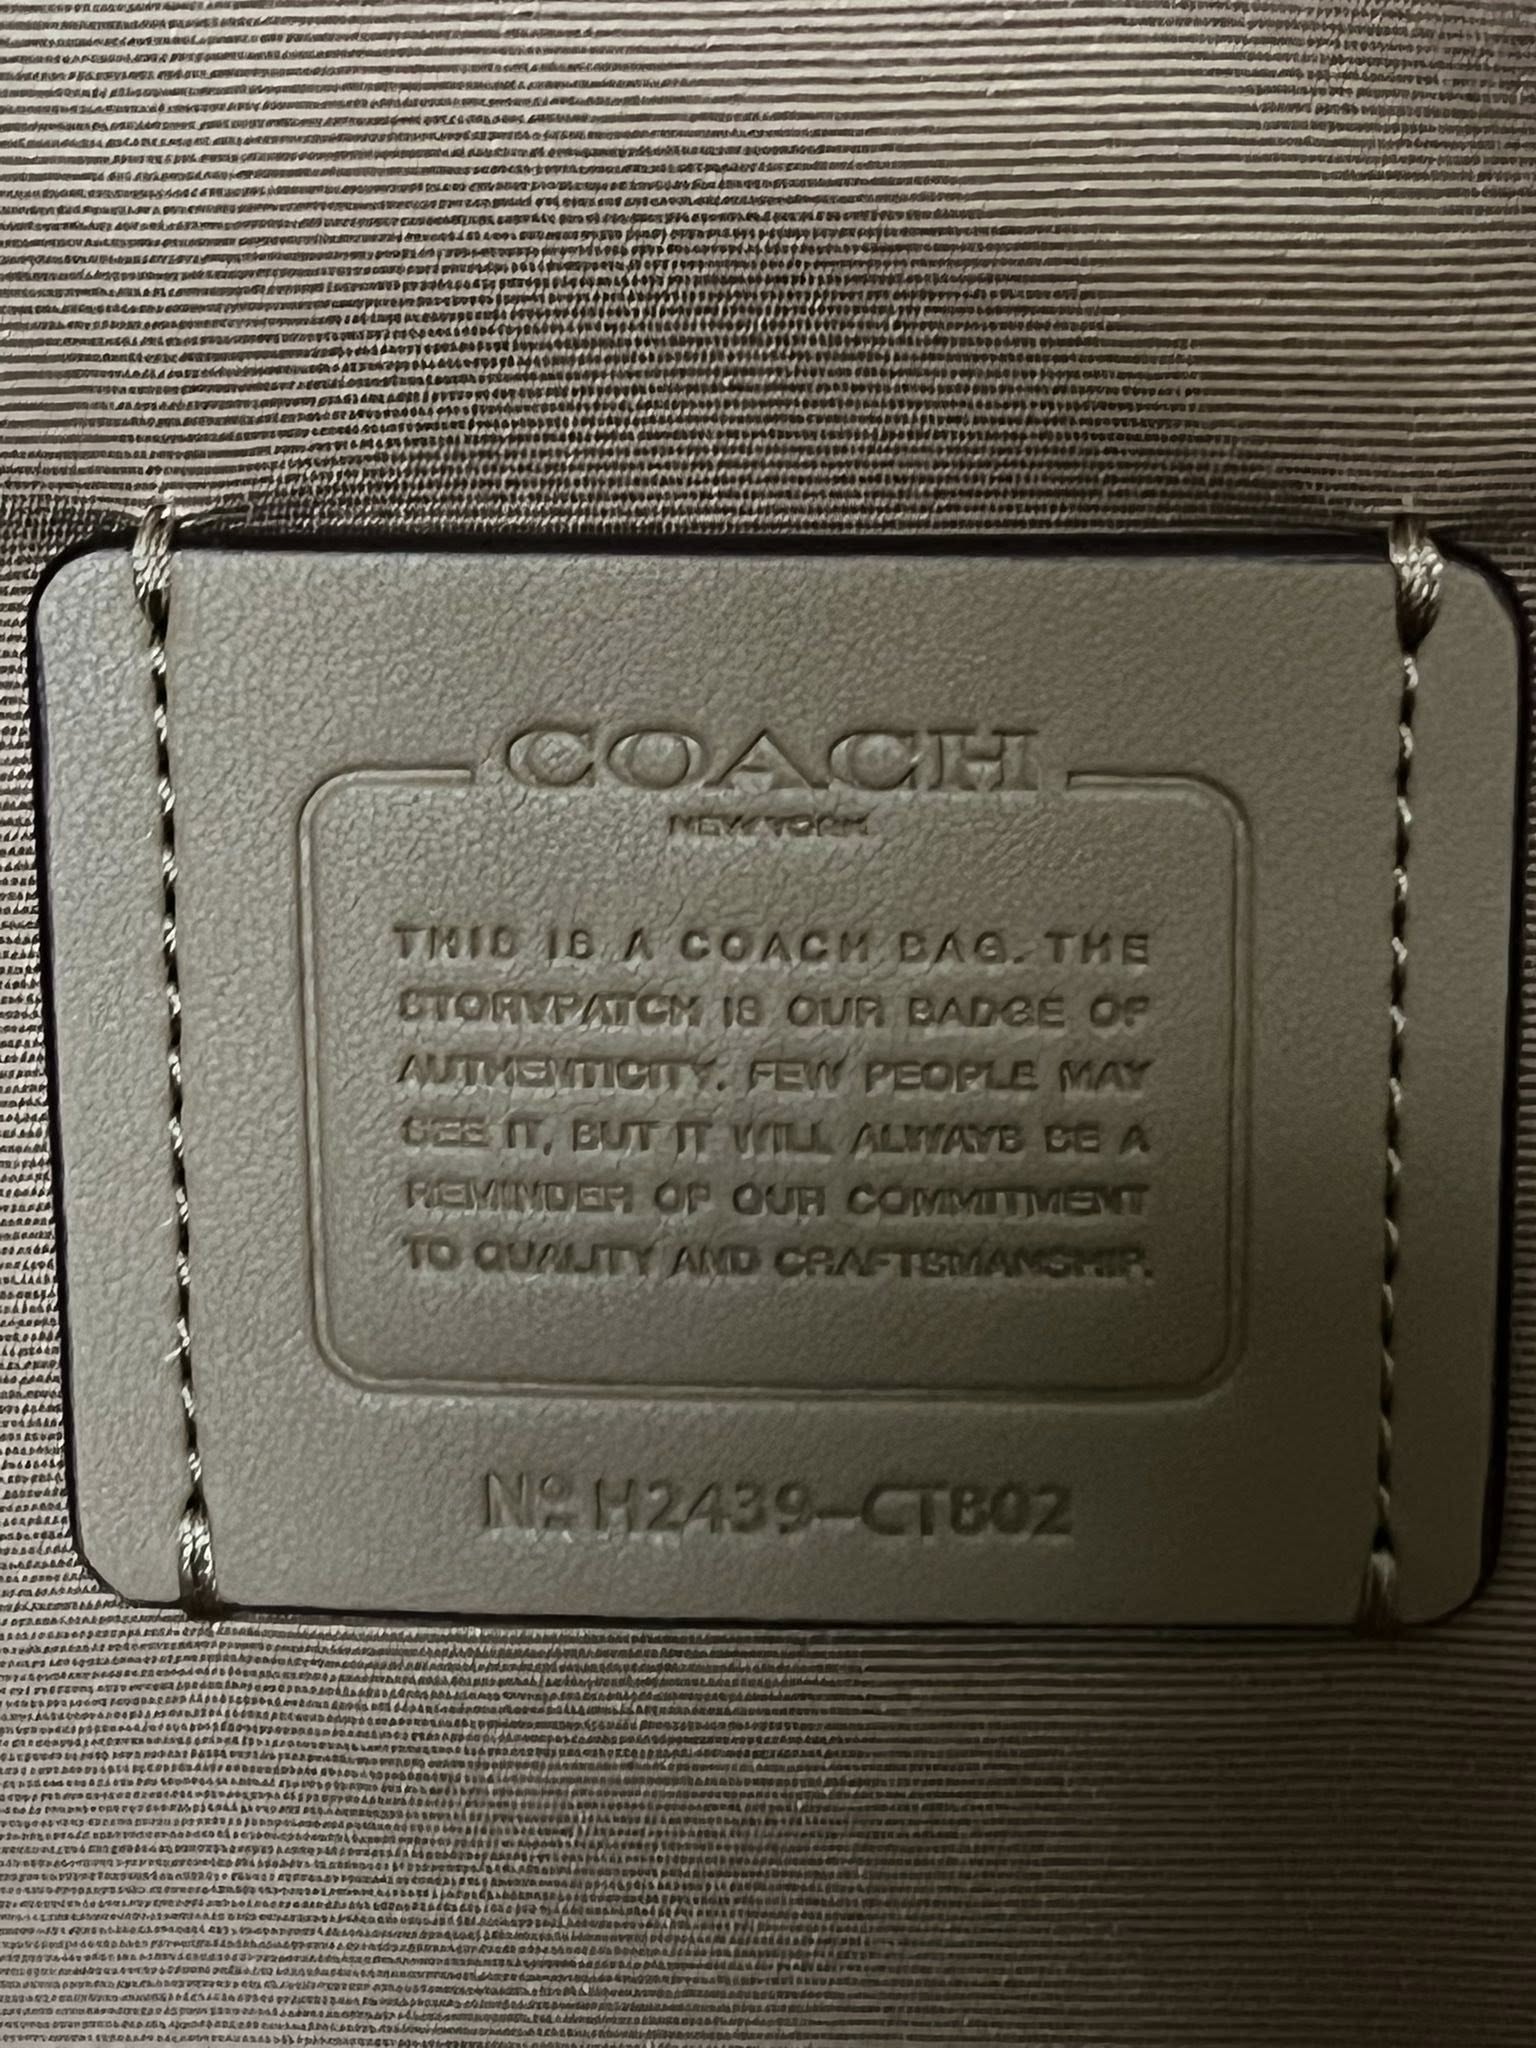 COACH
NEW YORK
THIS IS A COACH BAG. THE
STORYPATCH IS OUR BADGE OF
AUTHENTICITY. FEW PEOPLE MAY
SEE IT, BUT IT WILL ALWAYS BE A
REMINDER OF OUR COMMITMENT
TO QUALITY AND CRAFTSMANSHIP.
Nº H2439-CT802